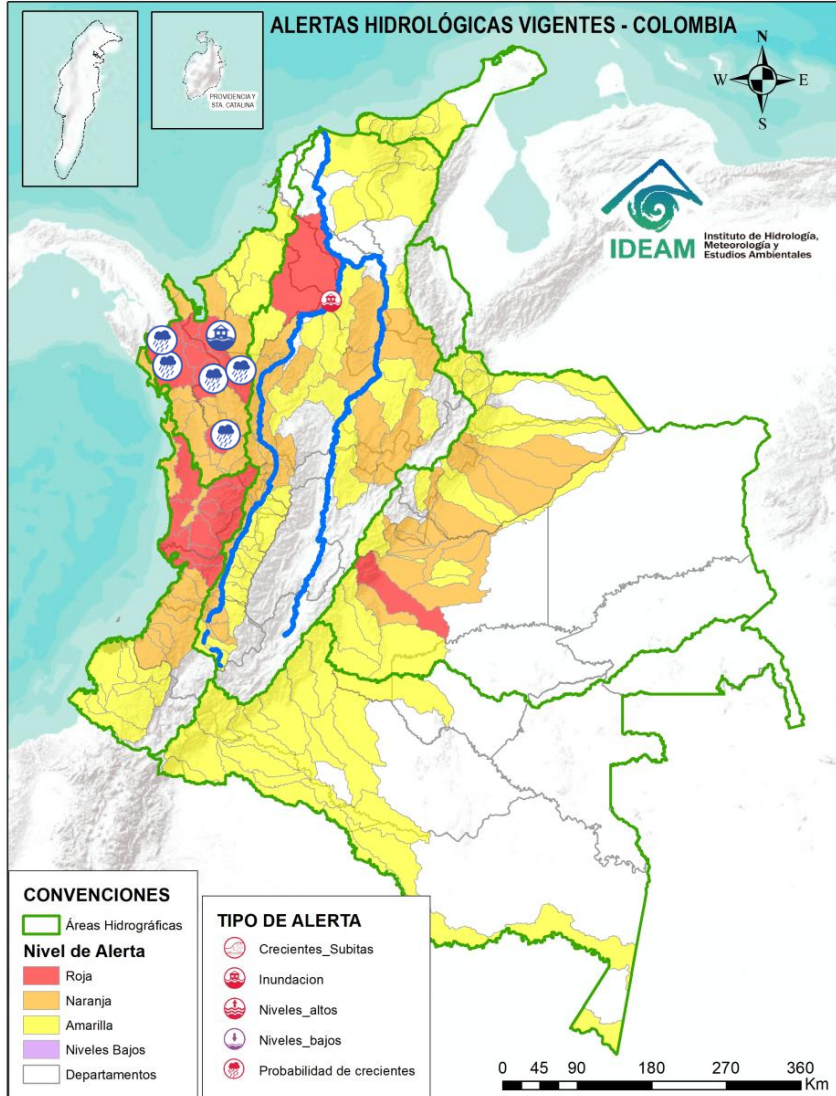 ALERTAS HIDROLÓGICAS VIGENTES - COLOMBIA
PROVIDENCIA Y
STA. CATALINA
N
W E
S
IDEAM
Instituto de Hidrología,
Meteorología y
Estudios Ambientales
CONVENCIONES
Áreas Hidrográficas
Nivel de Alerta
Roja
Naranja
Amarilla
Niveles Bajos
Departamentos
TIPO DE ALERTA
Crecientes_Subitas
Inundacion
Niveles_altos
Niveles_bajos
Probabilidad de crecientes
0 45 90 180 270 360
Km